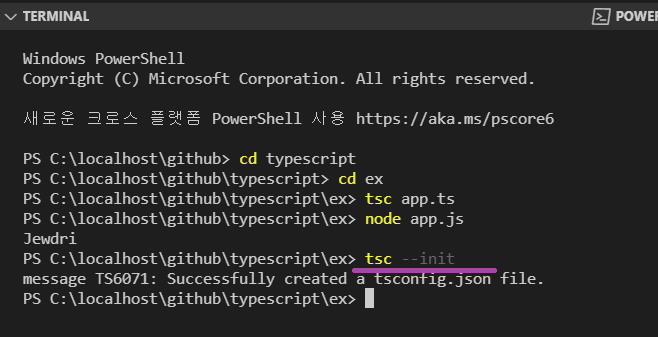 TERMINAL
POWER
Windows PowerShell
Copyright (C) Microsoft Corporation. All rights reserved.
새로운 크로스 플랫폼 PowerShell 사용 https://aka.ms/pscore6
PS C:\localhost\github> cd typescript
PS C:\localhost\github\typescript> cd ex
PS C:\localhost\github\typescript\ex> tsc app.ts
PS C:\localhost\github\typescript\ex> node app.js
Jewdri
PS C:\localhost\github\typescript\ex> tsc --init
message TS6071: Successfully created a tsconfig.json file.
PS C:\localhost\github\typescript\ex>